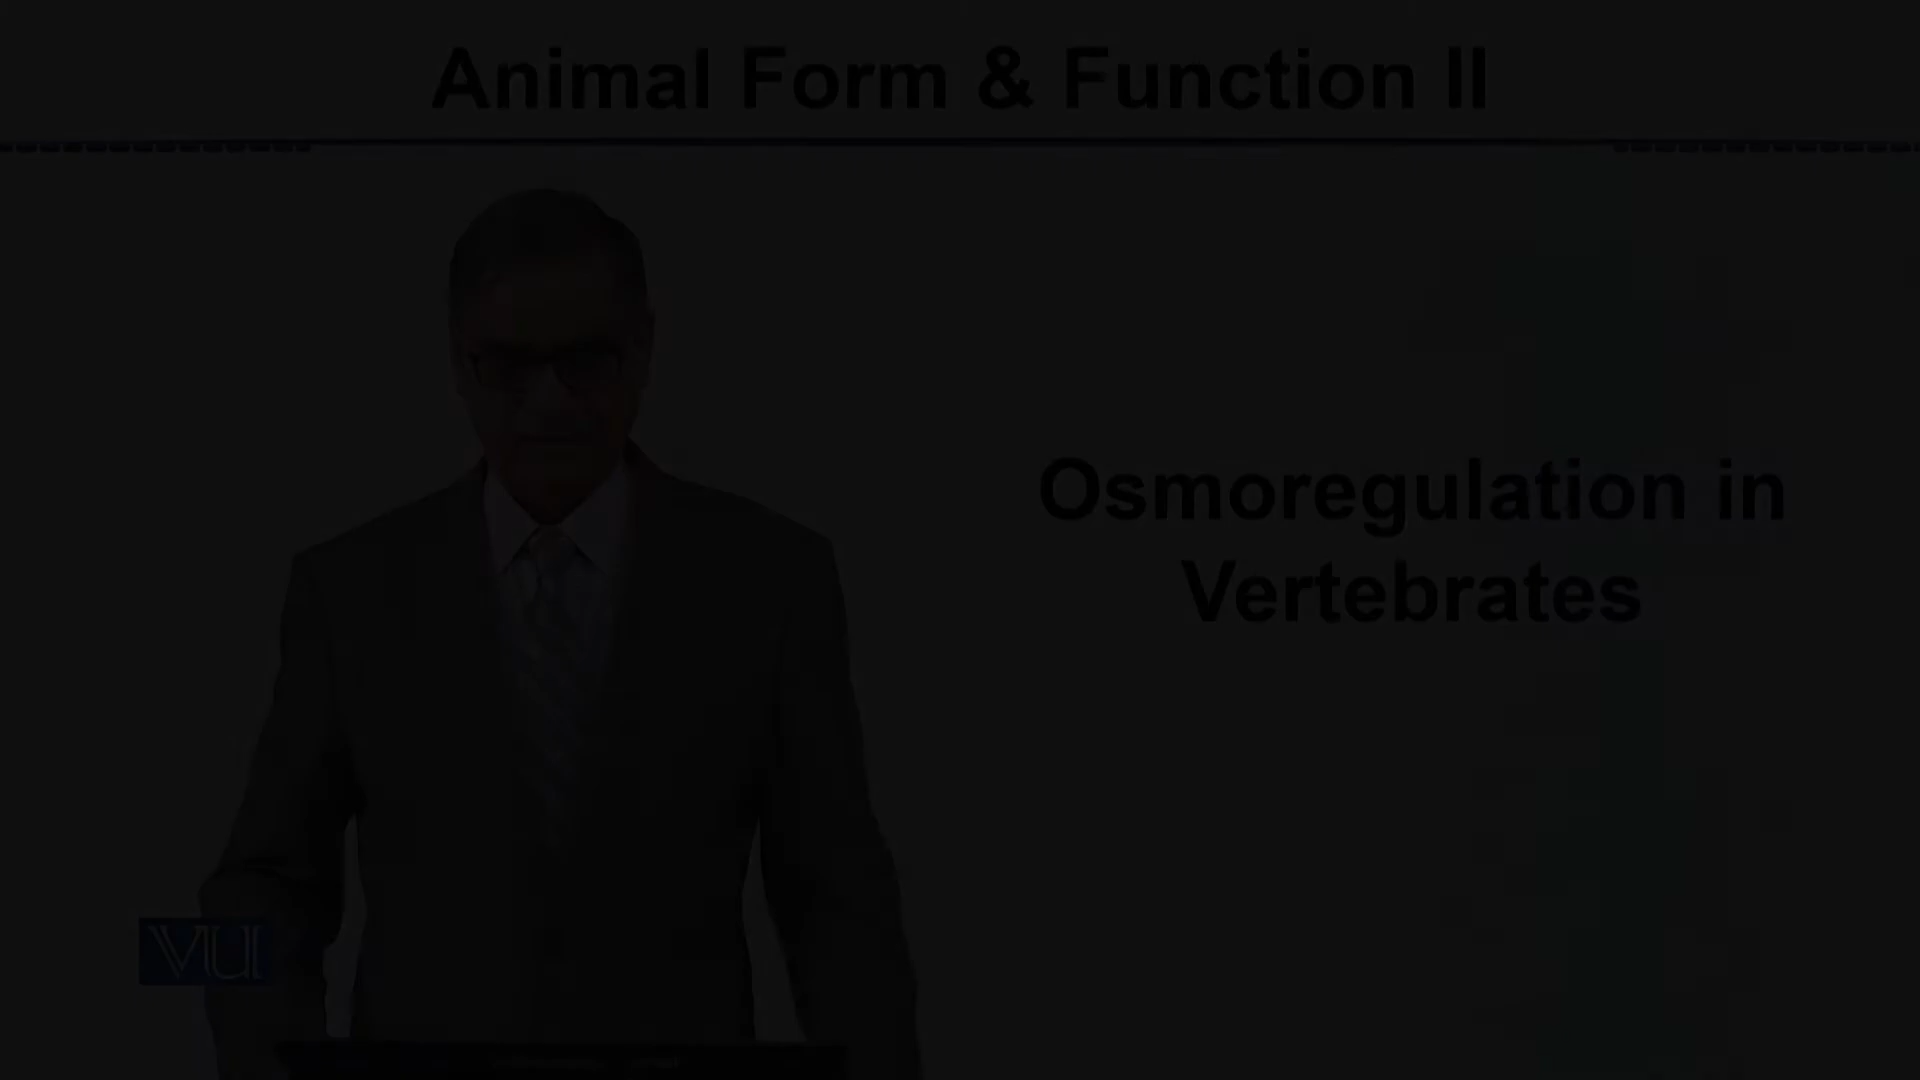 Animal Form & Function II
Osmoregulation in
Vertebrates
VU